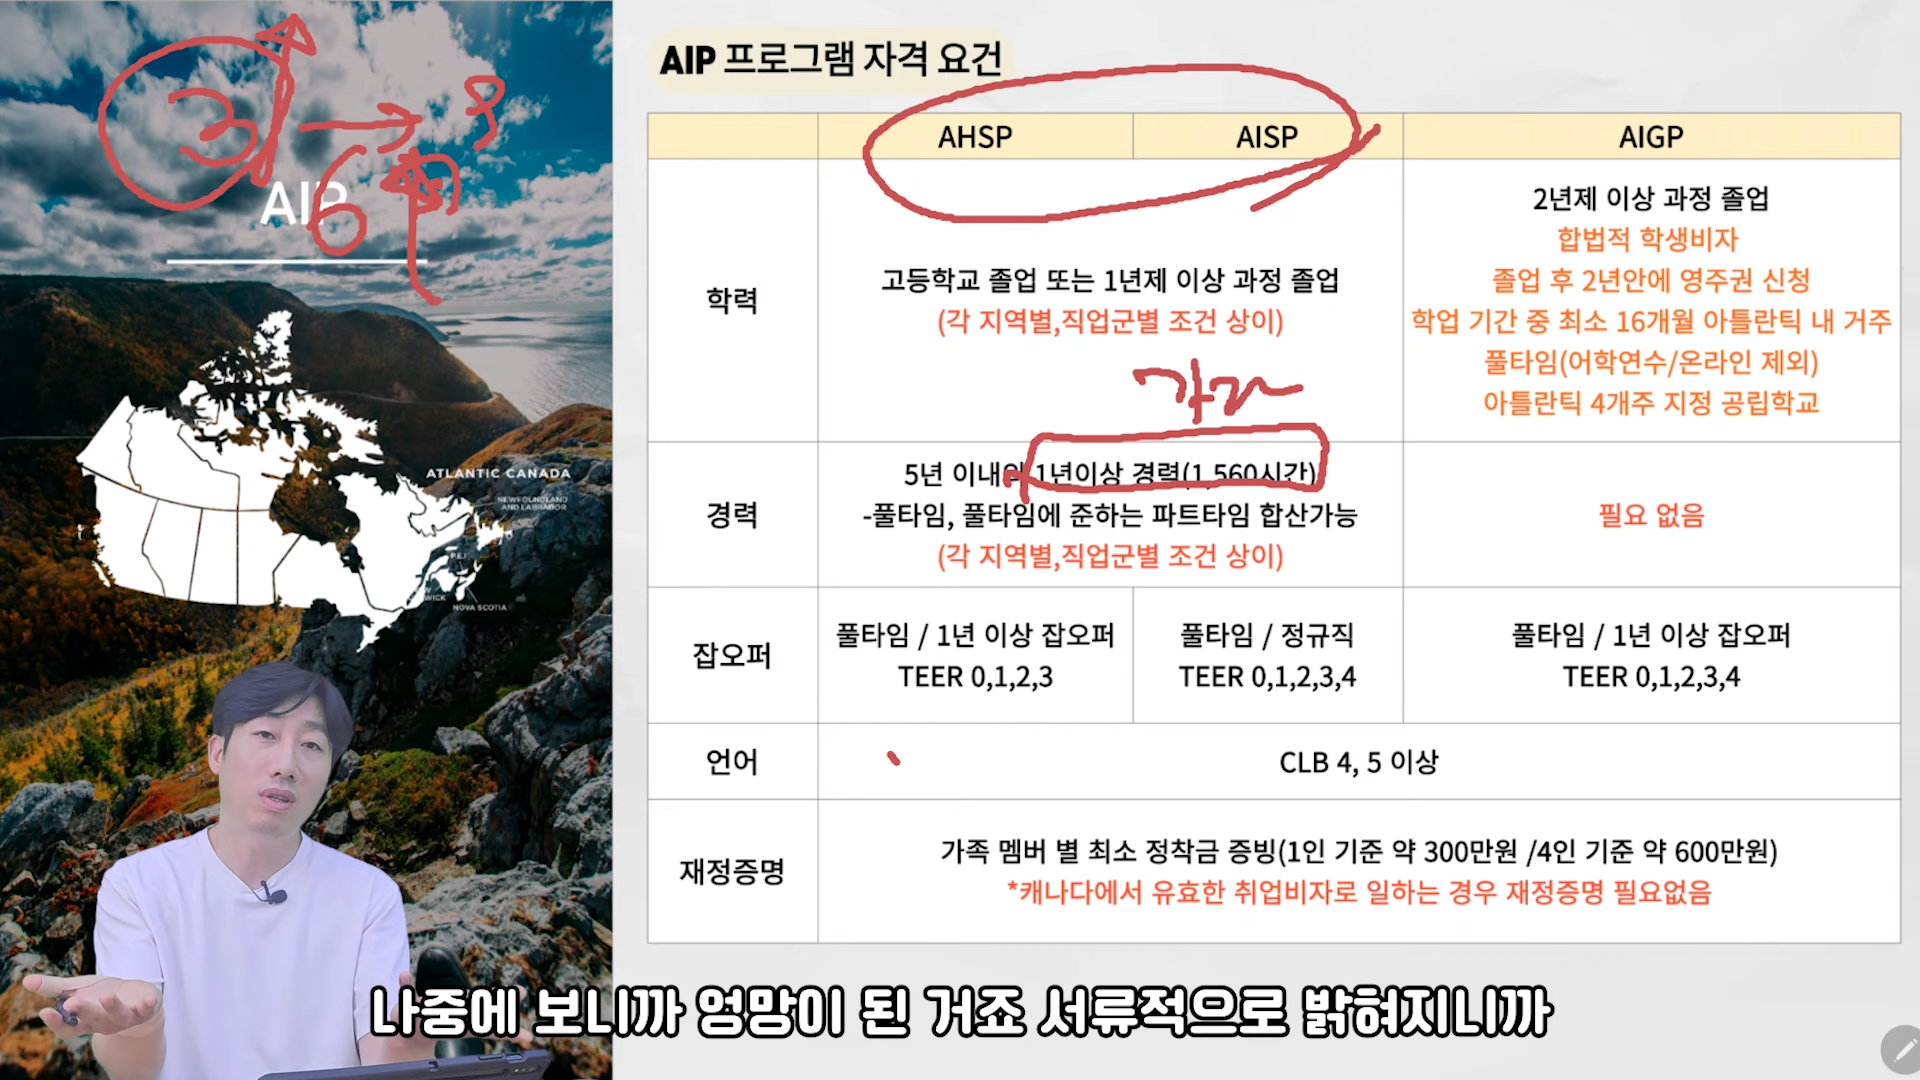 AIP
ATLANTIC CANADA
NEWFOUNDLAND
AND LABRADOR
P.E.I
NOVA SCOTIA
3
6
AIP 프로그램 자격 요건
AHSP AISP AIGP
학력
고등학교 졸업 또는 1년제 이상 과정 졸업
(각 지역별,직업군별 조건 상이)
2년제 이상 과정 졸업
합법적 학생비자
졸업 후 2년안에 영주권 신청
학업 기간 중 최소 16개월 아틀란틱 내 거주
풀타임(어학연수/온라인 제외)
아틀란틱 4개주 지정 공립학교
경력
5년 이내의 1년이상 경력(1,560시간)
-풀타임, 풀타임에 준하는 파트타임 합산가능
(각 지역별,직업군별 조건 상이)
필요 없음
잡오퍼
풀타임 / 1년 이상 잡오퍼
TEER 0,1,2,3
풀타임 / 정규직
TEER 0,1,2,3,4
풀타임 / 1년 이상 잡오퍼
TEER 0,1,2,3,4
언어
CLB 4, 5 이상
재정증명
가족 멤버 별 최소 정착금 증빙(1인 기준 약 300만원 /4인 기준 약 600만원)
*캐나다에서 유효한 취업비자로 일하는 경우 재정증명 필요없음
나중에 보니까 엉망이 된 거죠 서류적으로 밝혀지니까